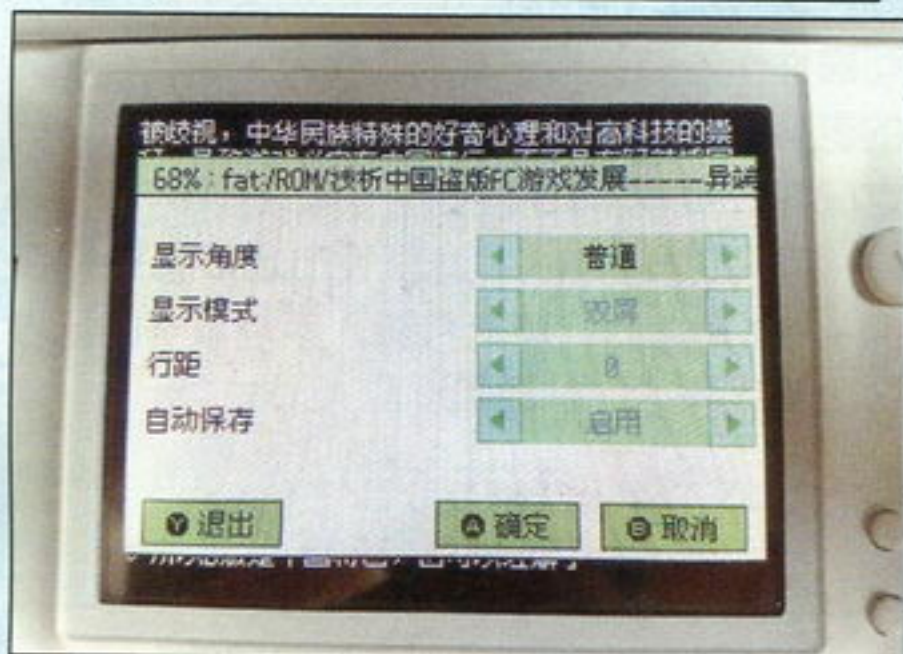 被歧视，中华民族特殊的好奇心理和对高科技的崇
68%：fat:/ROM/浅析中国盗版FC游戏发展-----异端
显示角度 普通
显示模式 双屏
行距 0
自动保存 启用
Y 退出 A 确定 B 取消